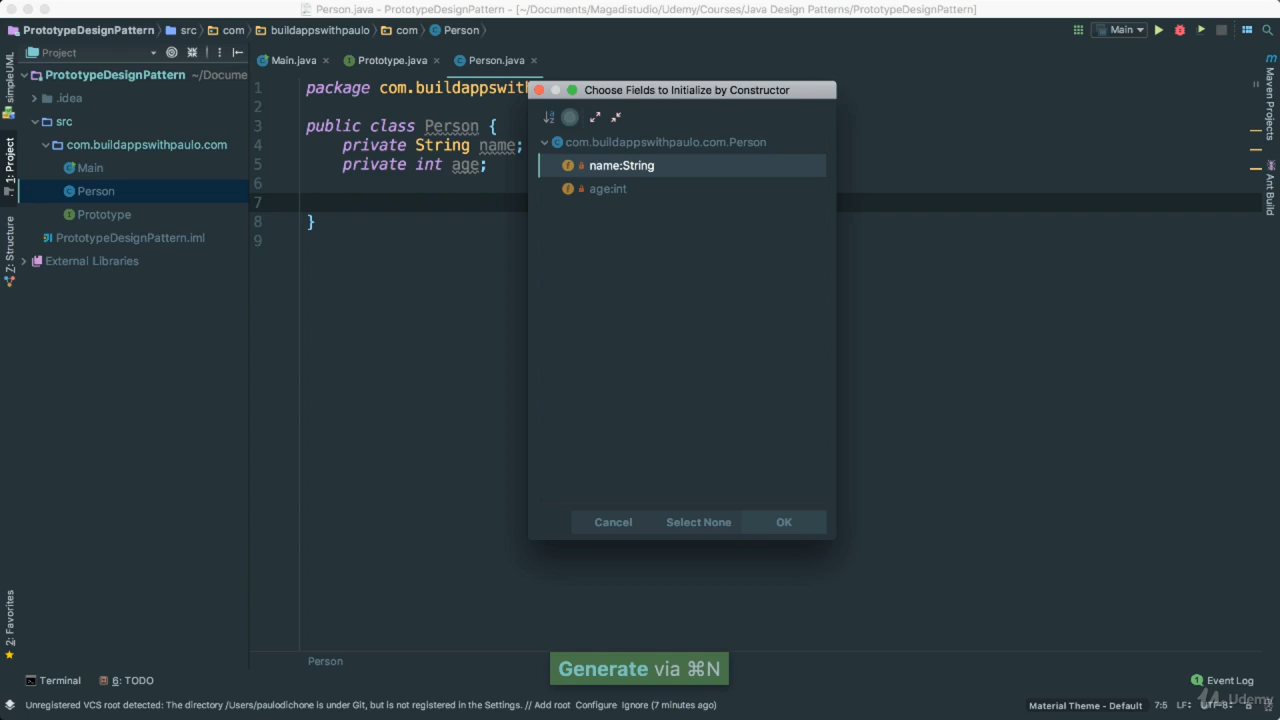 Person.java - PrototypeDesignPattern - [~/Documents/Magadistudio/Udemy/Courses/Java Design Patterns/PrototypeDesignPattern]
PrototypeDesignPattern src com buildappswithpaulo com Person Main
Project
Main.java Prototype.java Person.java
simpleUML
1: Project
Z: Structure
2: Favorites
PrototypeDesignPattern ~/Docume
.idea
src
com.buildappswithpaulo.com
Main
Person
Prototype
PrototypeDesignPattern.iml
External Libraries
1 package com.buildappswith
2
3 public class Person {
4 private String name;
5 private int age;
6
7
8 }
9
Choose Fields to Initialize by Constructor
com.buildappswithpaulo.com.Person
name:String
age:int
Cancel Select None OK
Maven Projects
Ant Build
Person
Generate via ⌘N
Terminal 6: TODO
1 Event Log
Unregistered VCS root detected: The directory /Users/paulodichone is under Git, but is not registered in the Settings. // Add root Configure Ignore (7 minutes ago)
Material Theme - Default 7:5 LF: UTF-8: